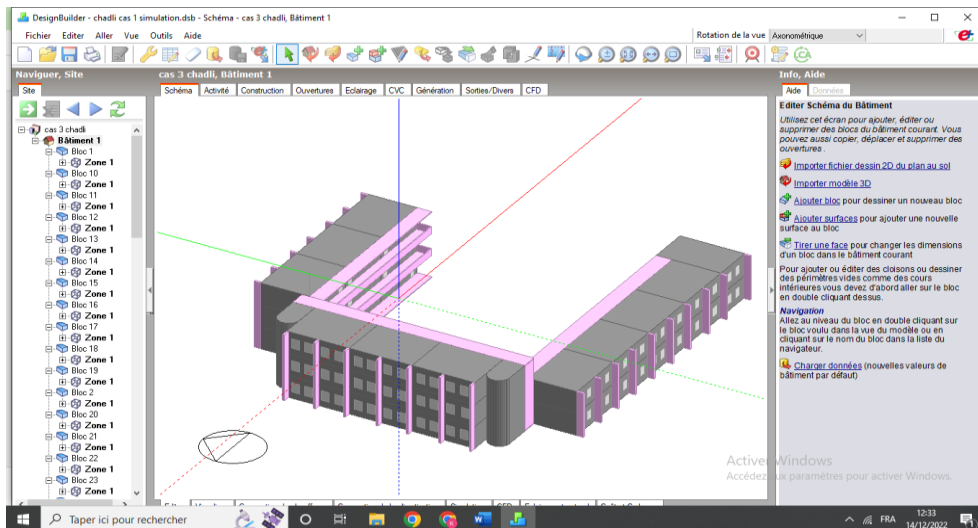 DesignBuilder - chadli cas 1 simulation.dsb - Schéma - cas 3 chadli, Bâtiment 1
Fichier Editer Aller Vue Outils Aide
Rotation de la vue Axonométrique
Naviguer, Site
cas 3 chadli, Bâtiment 1
Info, Aide
Site
Schéma Activité Construction Ouvertures Eclairage CVC Génération Sorties/Divers CFD
Aide Données
cas 3 chadli
Bâtiment 1
Bloc 1
Zone 1
Bloc 10
Zone 1
Bloc 11
Zone 1
Bloc 12
Zone 1
Bloc 13
Zone 1
Bloc 14
Zone 1
Bloc 15
Zone 1
Bloc 16
Zone 1
Bloc 17
Zone 1
Bloc 18
Zone 1
Bloc 19
Zone 1
Bloc 2
Zone 1
Bloc 20
Zone 1
Bloc 21
Zone 1
Bloc 22
Zone 1
Bloc 23
Zone 1
Editer Schéma du Bâtiment
Utilisez cet écran pour ajouter, éditer ou
supprimer des blocs du bâtiment courant. Vous
pouvez aussi copier, déplacer et supprimer des
ouvertures .
Importer fichier dessin 2D du plan au sol
Importer modèle 3D
Ajouter bloc pour dessiner un nouveau bloc
Ajouter surfaces pour ajouter une nouvelle
surface au bloc
Tirer une face pour changer les dimensions
d'un bloc dans le bâtiment courant
Pour ajouter ou éditer des cloisons ou dessiner
des périmètres vides comme des cours
intérieures vous devez d'abord aller sur le bloc
en double cliquant dessus.
Navigation
Allez au niveau du bloc en double cliquant sur
le bloc voulu dans la vue du modèle ou en
cliquant sur le nom du bloc dans la liste du
navigateur.
Charger données (nouvelles valeurs de
bâtiment par défaut)
Activer Windows
Accédez aux paramètres pour activer Windows.
Taper ici pour rechercher
FRA
12:33
14/12/2022